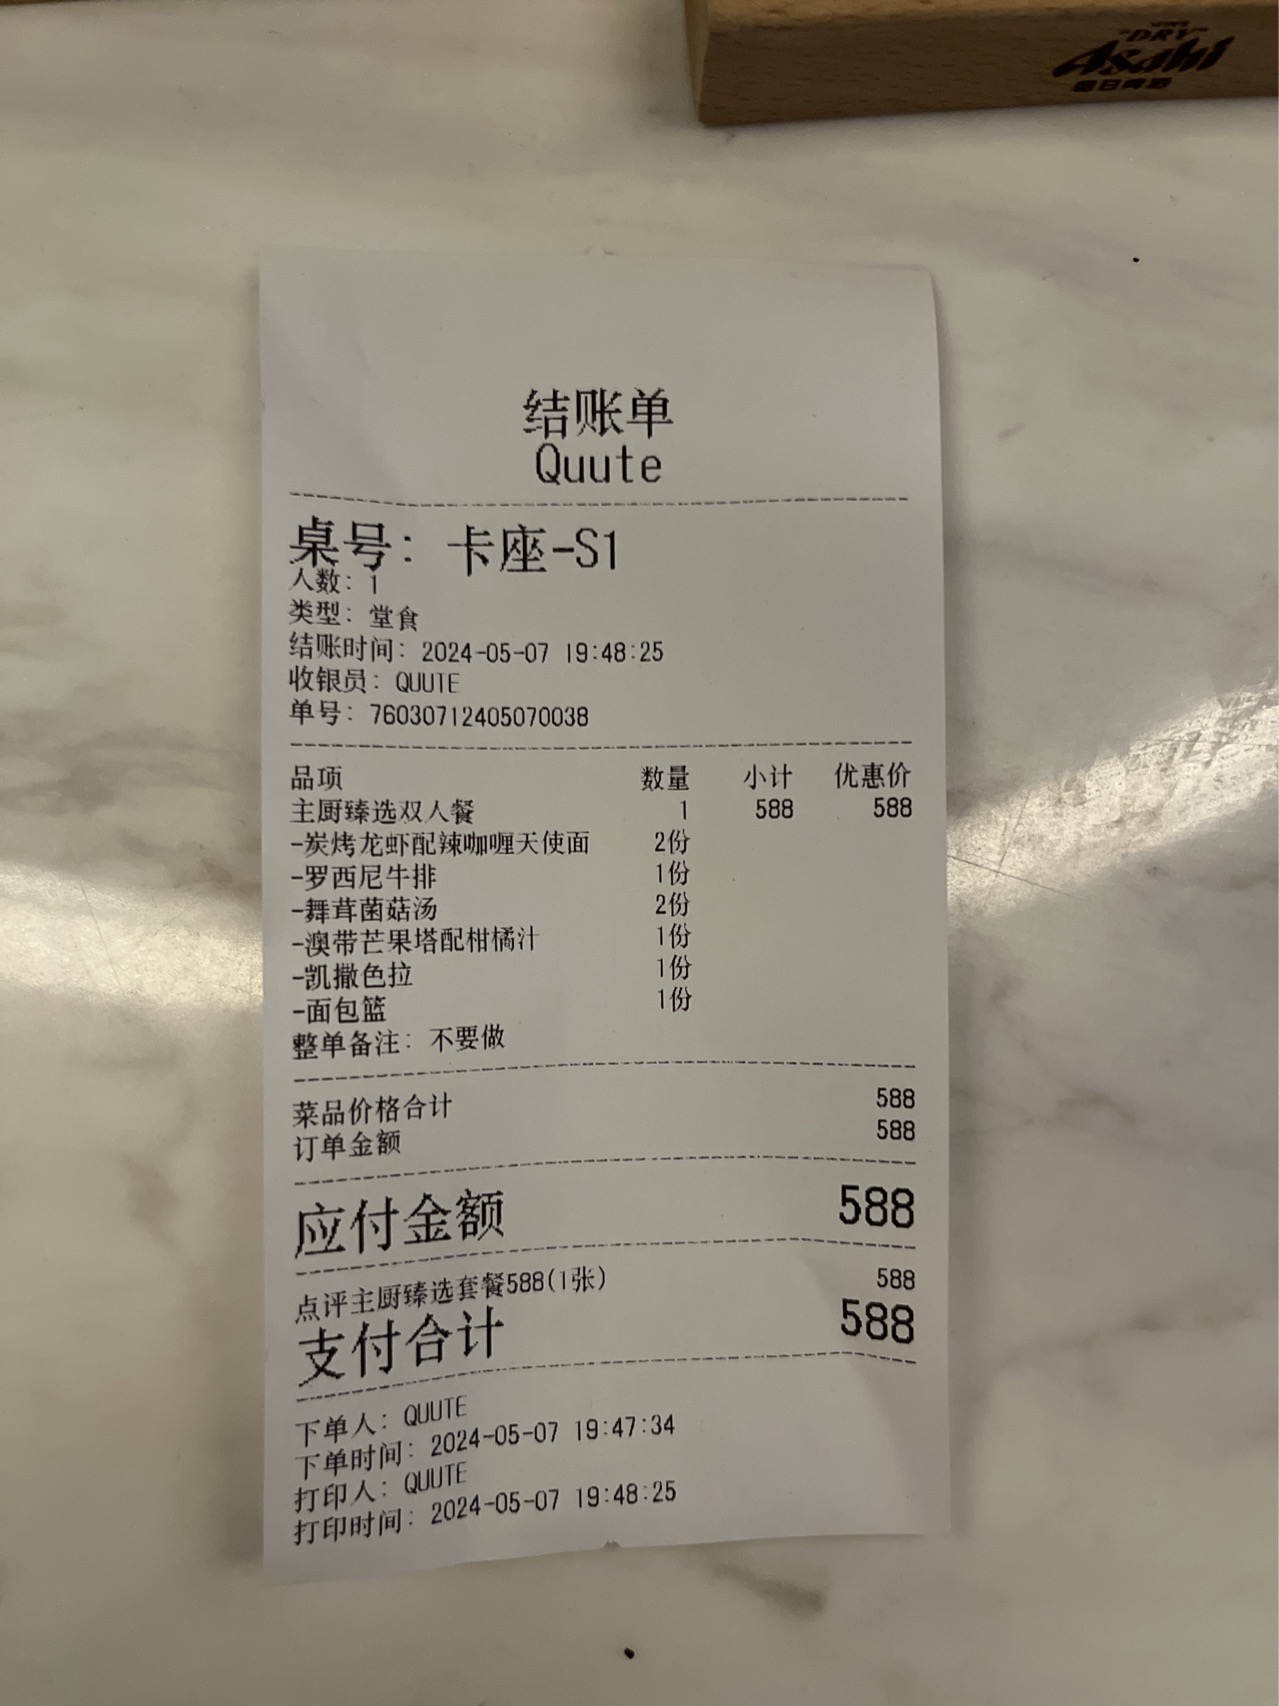 DRY
Asahi
朝日啤酒
结账单
Quute
桌号: 卡座-S1
人数: 1
类型: 堂食
结账时间: 2024-05-07 19:48:25
收银员: QUUTE
单号: 76030712405070038
品项 数量 小计 优惠价
主厨臻选双人餐 1 588 588
-炭烤龙虾配辣咖喱天使面 2份
-罗西尼牛排 1份
-舞茸菌菇汤 2份
-澳带芒果塔配柑橘汁 1份
-凯撒色拉 1份
-面包篮 1份
整单备注: 不要做
菜品价格合计 588
订单金额 588
应付金额 588
点评主厨臻选套餐588(1张) 588
支付合计 588
下单人: QUUTE
下单时间: 2024-05-07 19:47:34
打印人: QUUTE
打印时间: 2024-05-07 19:48:25